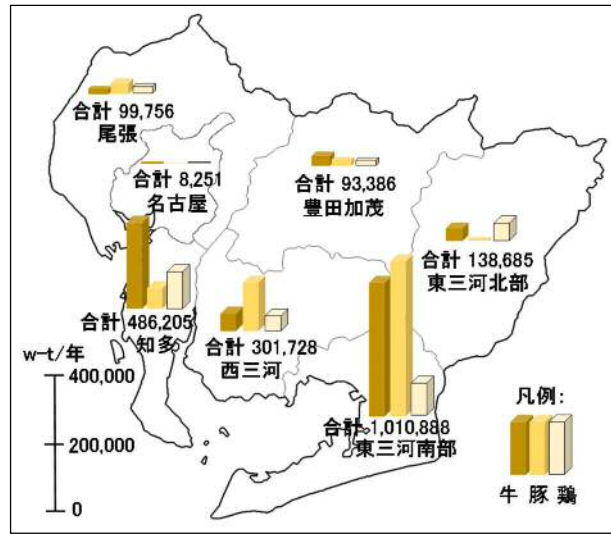 合計 99,756
尾張
合計 8,251
名古屋
合計 93,386
豊田加茂
合計 138,685
東三河北部
合計 486,205
知多
合計 301,728
西三河
合計 1,010,888
東三河南部
w-t/年
400,000
200,000
0
凡例:
牛 豚 鶏